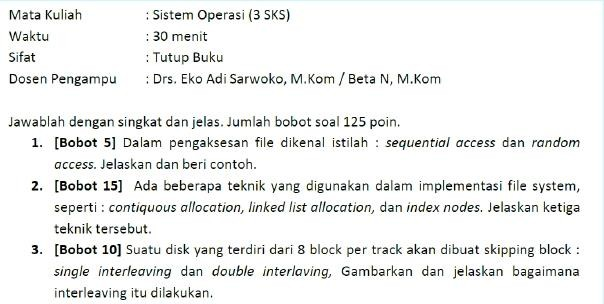 Mata Kuliah : Sistem Operasi (3 SKS)
Waktu : 30 menit
Sifat : Tutup Buku
Dosen Pengampu : Drs. Eko Adi Sarwoko, M.Kom / Beta N, M.Kom
Jawablah dengan singkat dan jelas. Jumlah bobot soal 125 poin.
1. [Bobot 5] Dalam pengaksesan file dikenal istilah : sequential access dan random
access. Jelaskan dan beri contoh.
2. [Bobot 15] Ada beberapa teknik yang digunakan dalam implementasi file system,
seperti : contiquous allocation, linked list allocation, dan index nodes. Jelaskan ketiga
teknik tersebut.
3. [Bobot 10] Suatu disk yang terdiri dari 8 block per track akan dibuat skipping block :
single interleaving dan double interlaving, Gambarkan dan jelaskan bagaimana
interleaving itu dilakukan.